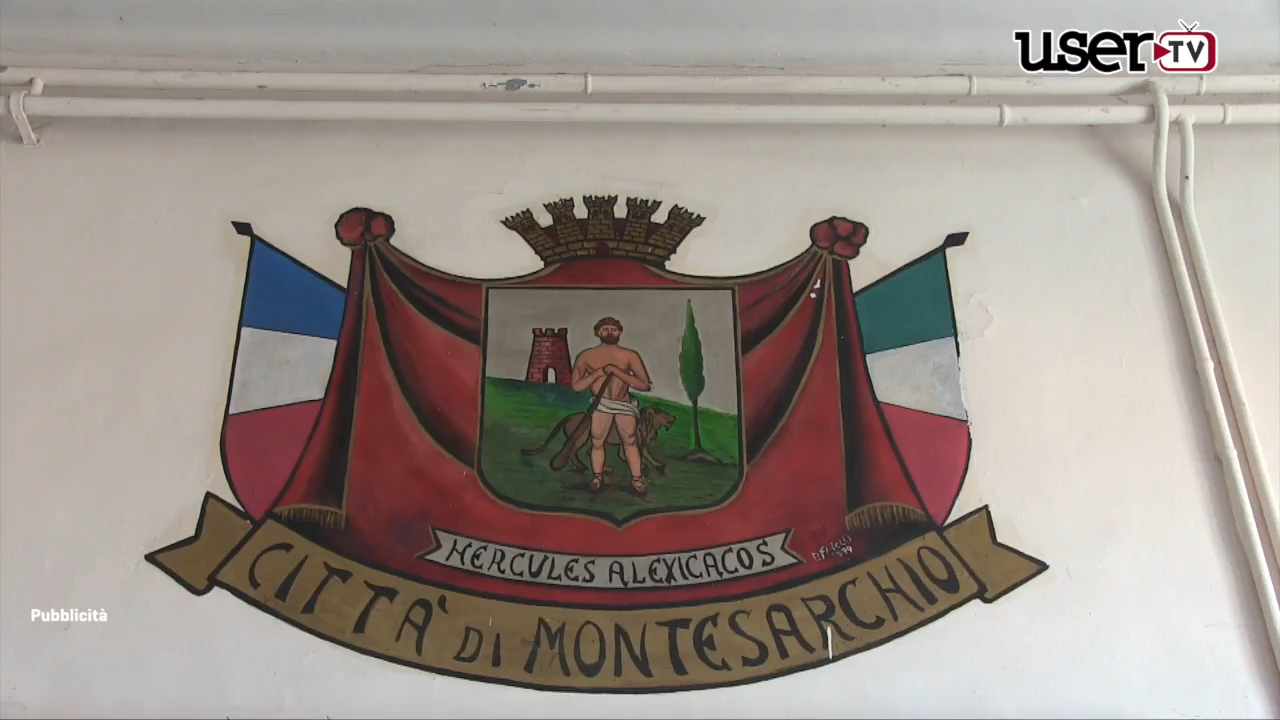 user TV
HERCULES ALEXICACOS
CITTA' DI MONTESARCHIO
Pubblicità